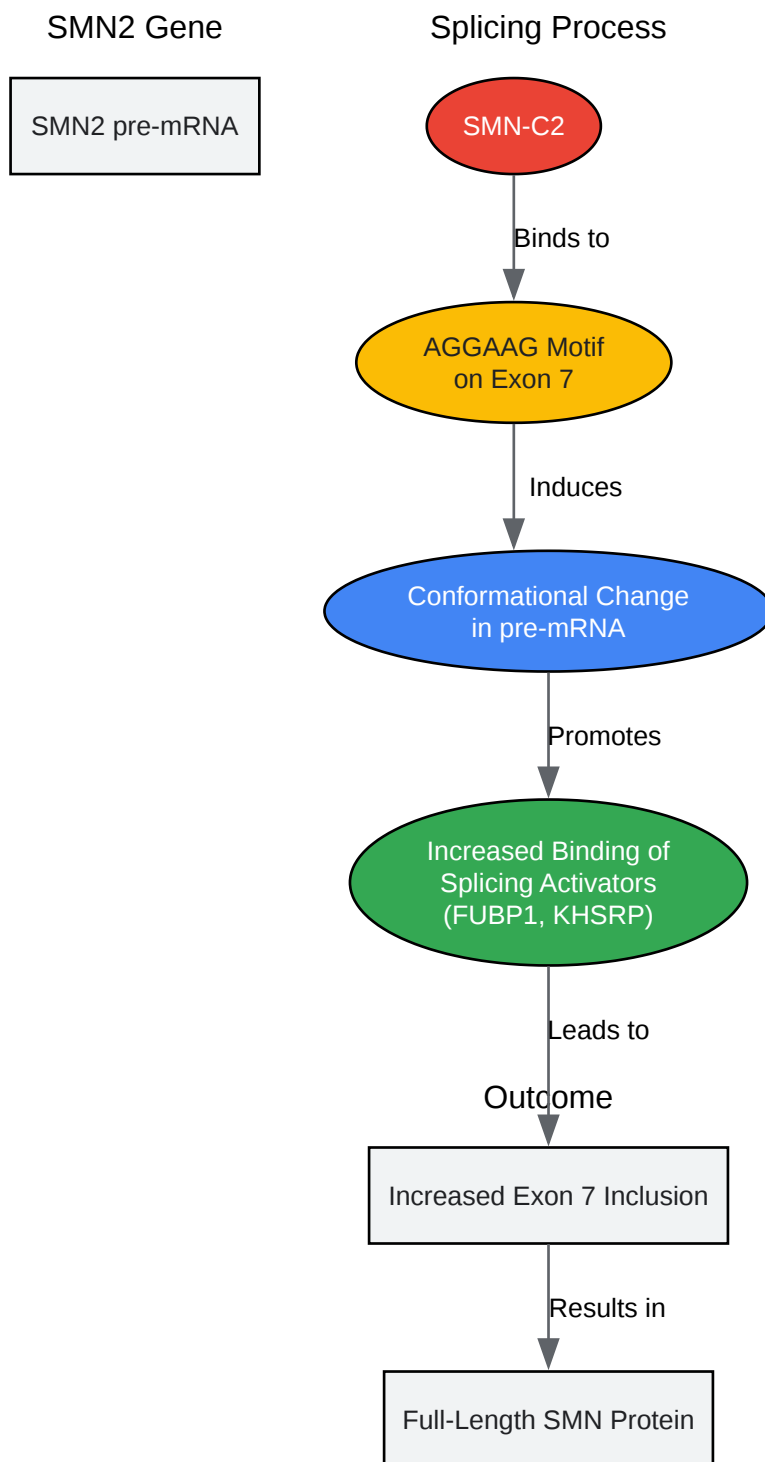 SMN2 Gene
Splicing Process
SMN2 pre-mRNA
SMN-C2
Binds to
AGGAAG Motif
on Exon 7
Induces
Conformational Change
in pre-mRNA
Promotes
Increased Binding of
Splicing Activators
(FUBP1, KHSRP)
Leads to
Outcome
Increased Exon 7 Inclusion
Results in
Full-Length SMN Protein